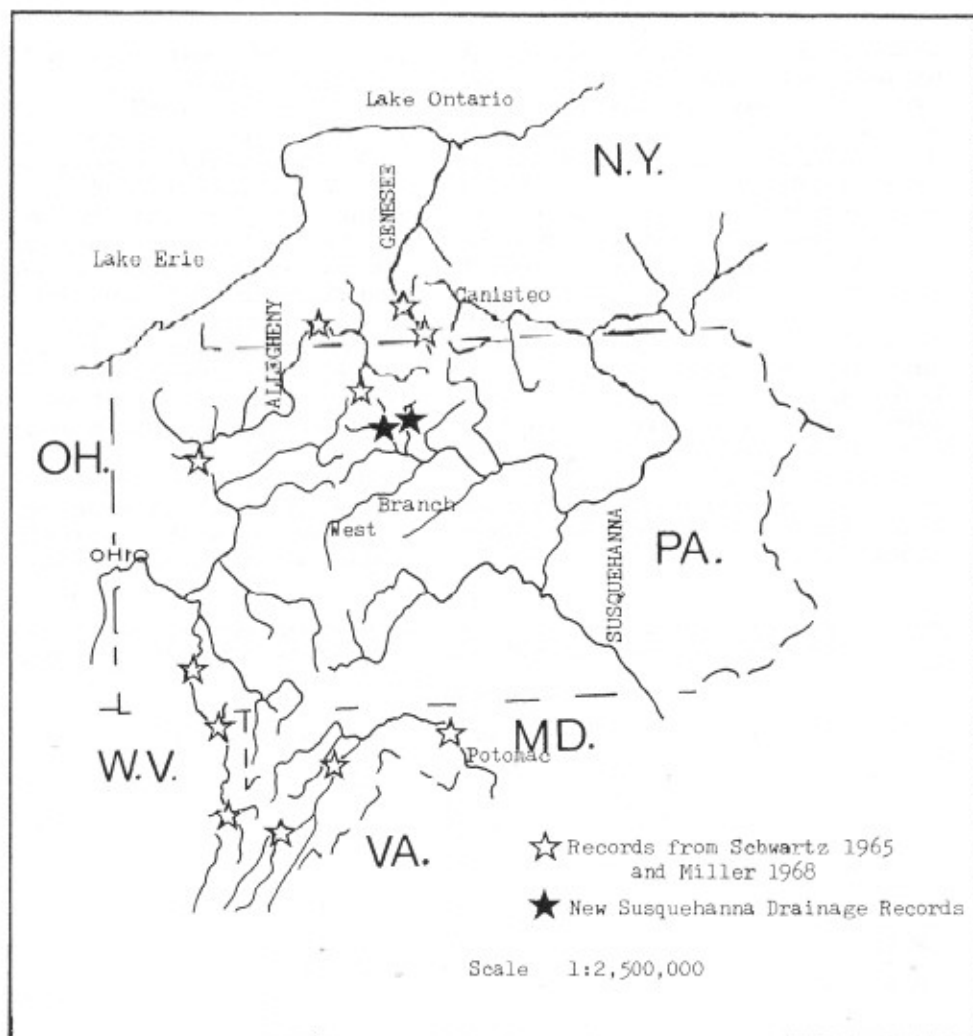 Lake Ontario
N.Y.
GENESEE
Lake Erie
Canisteo
ALLEGHENY
OH.
Branch
West
OHIO
SUSQUEHANNA
PA.
MD.
W.V.
Potomac
VA.
Records from Schwartz 1965
and Miller 1968
New Susquehanna Drainage Records
Scale 1:2,500,000